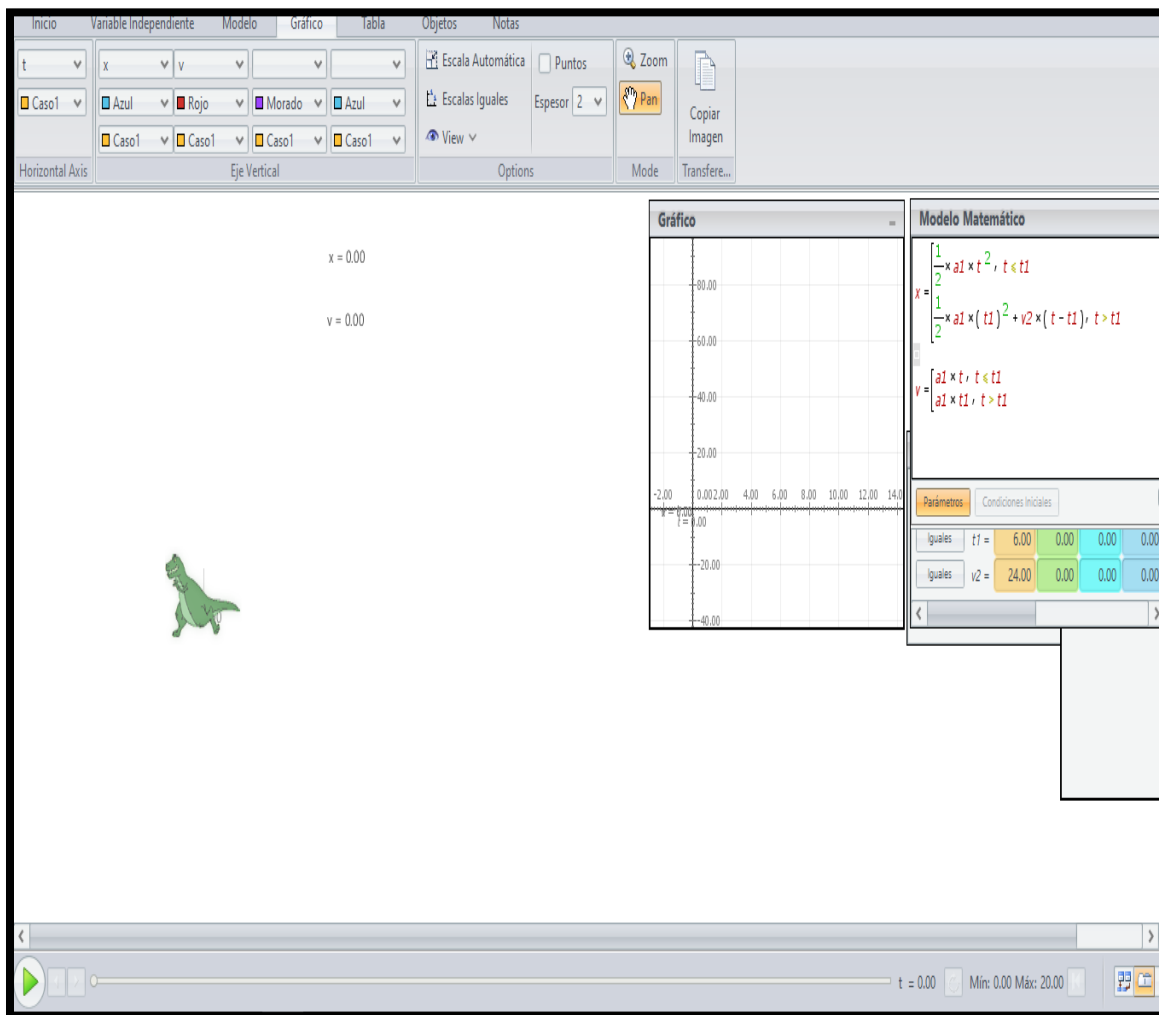 Inicio Variable Independiente Modelo Gráfico Tabla Objetos Notas
t x v
Escala Automática Puntos Zoom
Caso1 Azul Rojo Morado Azul
Escalas Iguales Espesor 2 Pan
Copiar
Imagen
Caso1 Caso1 Caso1 Caso1
View
Horizontal Axis Eje Vertical Options Mode Transfere...
x = 0.00
v = 0.00
Gráfico
80.00
60.00
40.00
20.00
-2.00 0.00 2.00 4.00 6.00 8.00 10.00 12.00 14.0
t = 0.00
-20.00
-40.00
Modelo Matemático
x = [ 1/2 × a1 × t 2 , t ≤ t1
1/2 × a1 × ( t1 ) 2 + v2 × ( t - t1 ) , t > t1
v = [ a1 × t , t ≤ t1
a1 × t1 , t > t1
Parámetros Condiciones Iniciales
Iguales t1 = 6.00 0.00 0.00 0.00
Iguales v2 = 24.00 0.00 0.00 0.00
t = 0.00 Mín: 0.00 Máx: 20.00